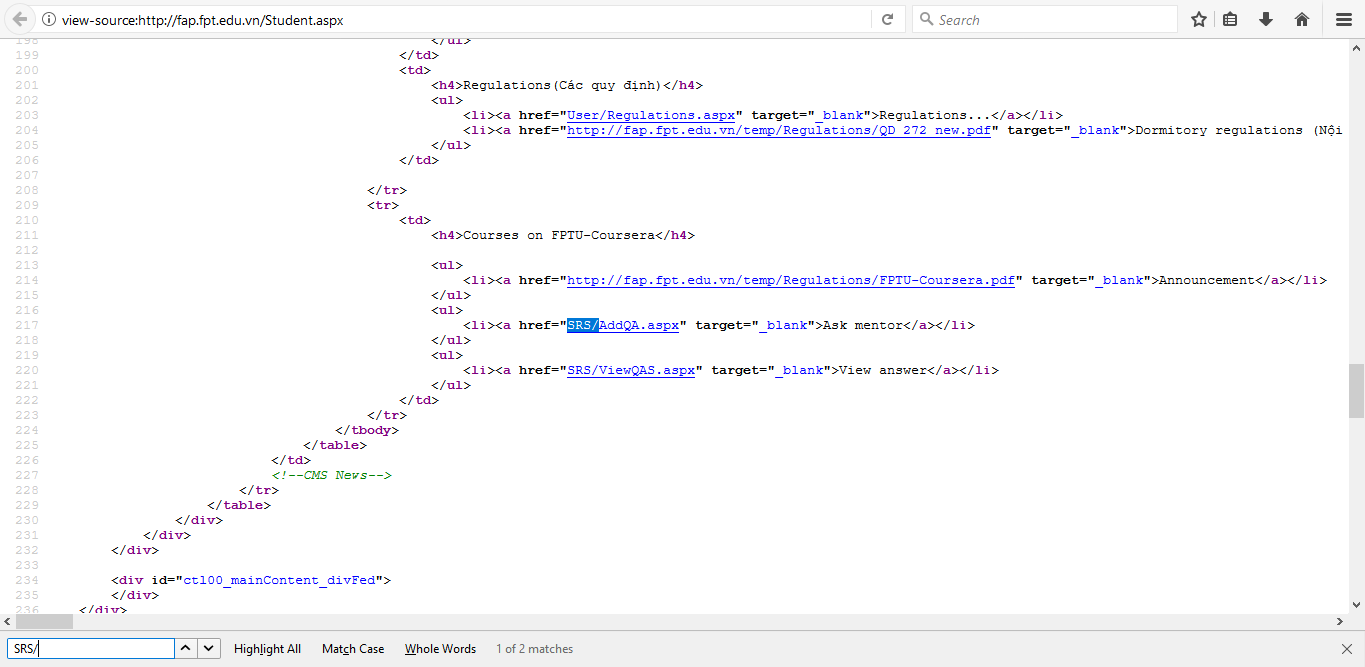 view-source:http://fap.fpt.edu.vn/Student.aspx
Search
198 </ul>
199 </td>
200 <td>
201 <h4>Regulations(Các quy định)</h4>
202 <ul>
203 <li><a href="User/Regulations.aspx" target="_blank">Regulations...</a></li>
204 <li><a href="http://fap.fpt.edu.vn/temp/Regulations/QD_272_new.pdf" target="_blank">Dormitory regulations (Nội
205 </ul>
206 </td>
207
208 </tr>
209 <tr>
210 <td>
211 <h4>Courses on FPTU-Coursera</h4>
212
213 <ul>
214 <li><a href="http://fap.fpt.edu.vn/temp/Regulations/FPTU-Coursera.pdf" target="_blank">Announcement</a></li>
215 </ul>
216 <ul>
217 <li><a href="SRS/AddQA.aspx" target="_blank">Ask mentor</a></li>
218 </ul>
219 <ul>
220 <li><a href="SRS/ViewQAS.aspx" target="_blank">View answer</a></li>
221 </ul>
222 </td>
223 </tr>
224 </tbody>
225 </table>
226 </td>
227 <!--CMS News-->
228 </tr>
229 </table>
230 </div>
231 </div>
232 </div>
233
234 <div id="ctl00_mainContent_divFed">
235 </div>
236 </div>
SRS/ Highlight All Match Case Whole Words 1 of 2 matches